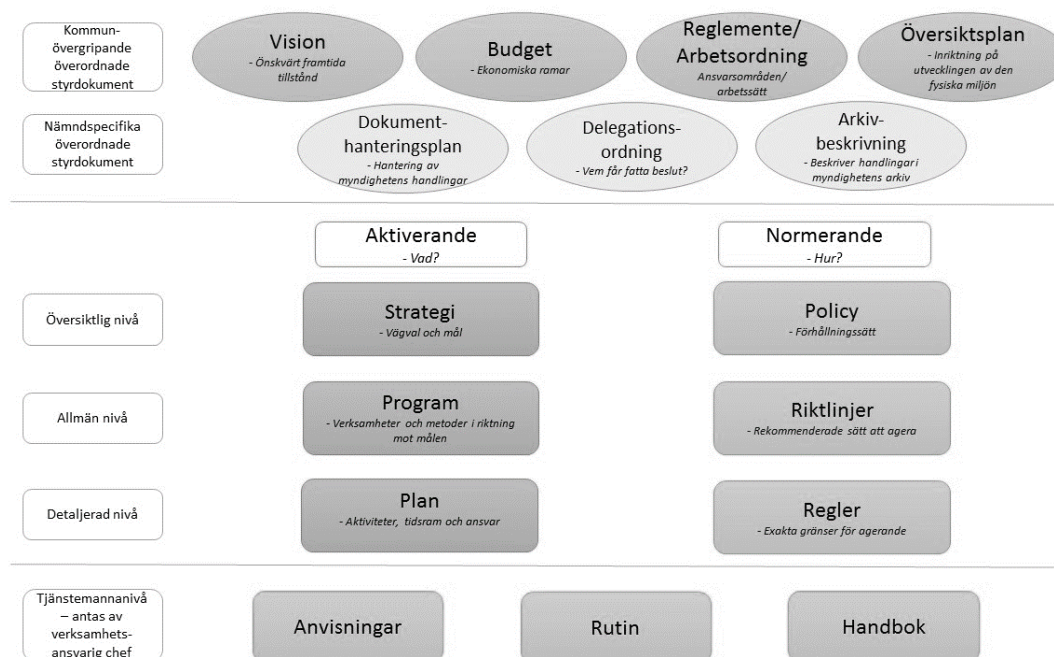 Kommun-
övergripande
överordnade
styrdokument
Vision
- Önskvärt framtida
tillstånd
Budget
- Ekonomiska ramar
Reglemente/
Arbetsordning
Ansvarsområden/
arbetssätt
Översiktsplan
- Inriktning på
utvecklingen av den
fysiska miljön
Nämndspecifika
överordnade
styrdokument
Dokument-
hanteringsplan
- Hantering av
myndighetens handlingar
Delegations-
ordning
- Vem får fatta beslut?
Arkiv-
beskrivning
- Beskriver handlingar i
myndighetens arkiv
Aktiverande
- Vad?
Normerande
- Hur?
Översiktlig nivå
Strategi
- Vägval och mål
Policy
- Förhållningssätt
Allmän nivå
Program
- Verksamheter och metoder i riktning
mot målen
Riktlinjer
- Rekommenderade sätt att agera
Detaljerad nivå
Plan
- Aktiviteter, tidsram och ansvar
Regler
- Exakta gränser för agerande
Tjänstemannanivå
– antas av
verksamhets-
ansvarig chef
Anvisningar
Rutin
Handbok